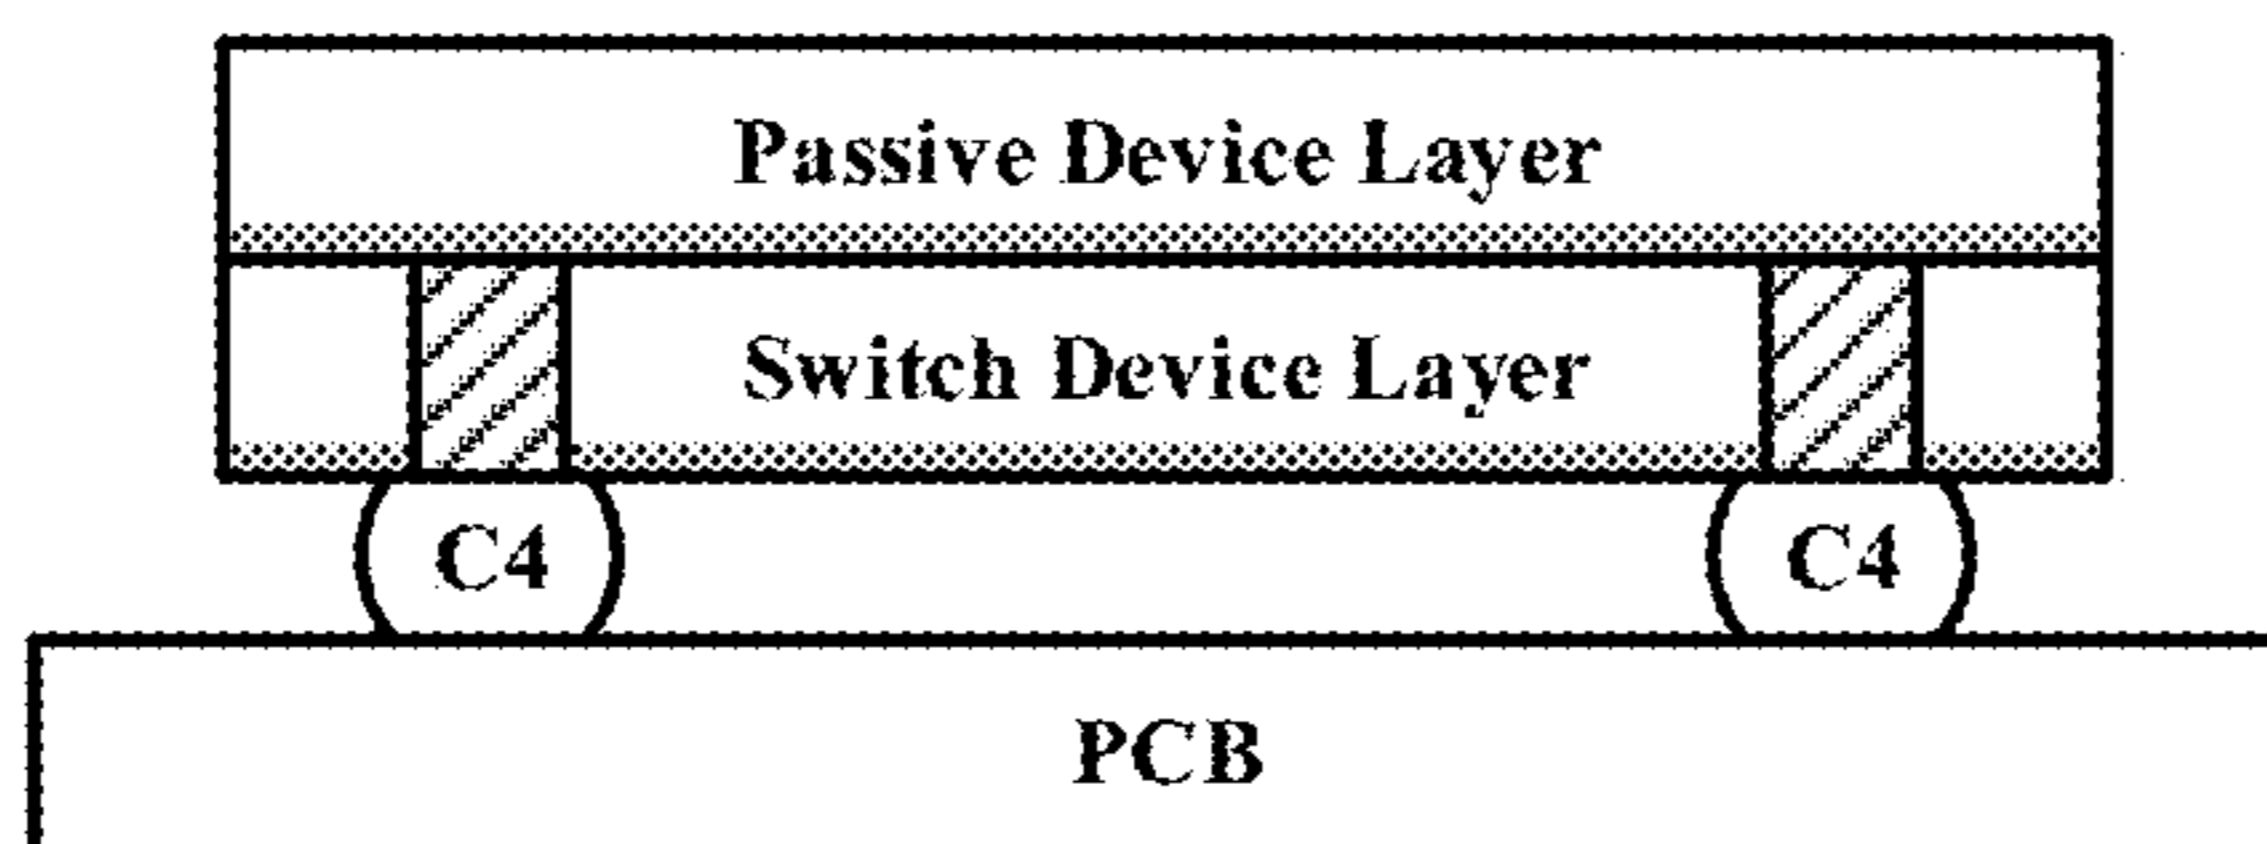 Passive Device Layer
Switch Device Layer
C4 C4
PCB